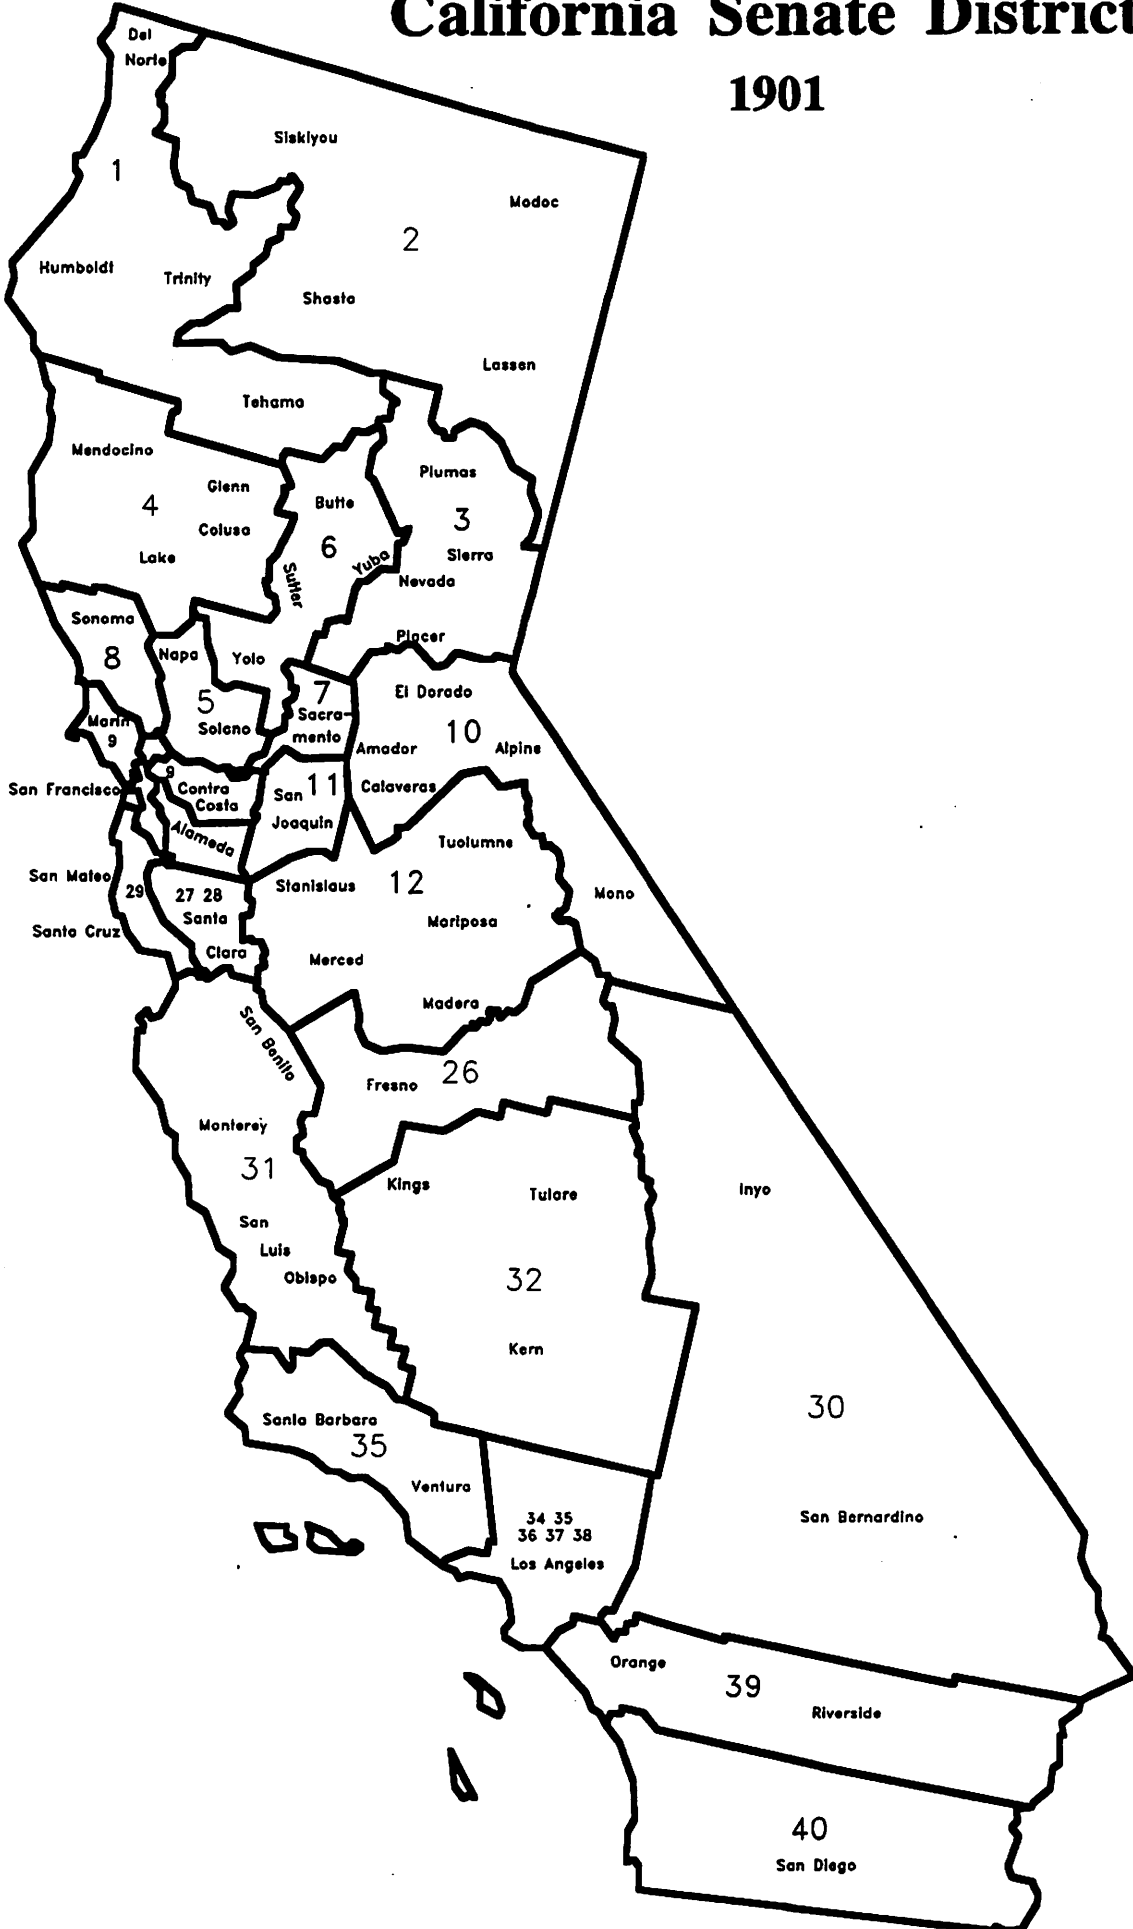 California Senate District
1901
Del
Norte
Siskiyou
1
Modoc
2
Humboldt
Trinity
Shasta
Lassen
Tehama
Mendocino
Plumas
Glenn
4
Butte
3
Colusa
6
Lake
Sierra
Yuba
Sutter
Nevada
Sonoma
Placer
8
Napa
Yolo
7
El Dorado
5
Marin
9
Solano
Sacra-
mento
10
Amador
Alpine
9
San Francisco
Contra
Costa
San
Joaquin
11
Calaveras
Alameda
Tuolumne
San Mateo
29
27 28
Santa
Clara
Stanislaus
12
Mono
Santa Cruz
Mariposa
Merced
Madera
San Benito
26
Fresno
Monterey
31
Kings
Tulare
Inyo
San
Luis
Obispo
32
Kern
30
Santa Barbara
35
Ventura
34 35
36 37 38
Los Angeles
San Bernardino
Orange
39
Riverside
40
San Diego